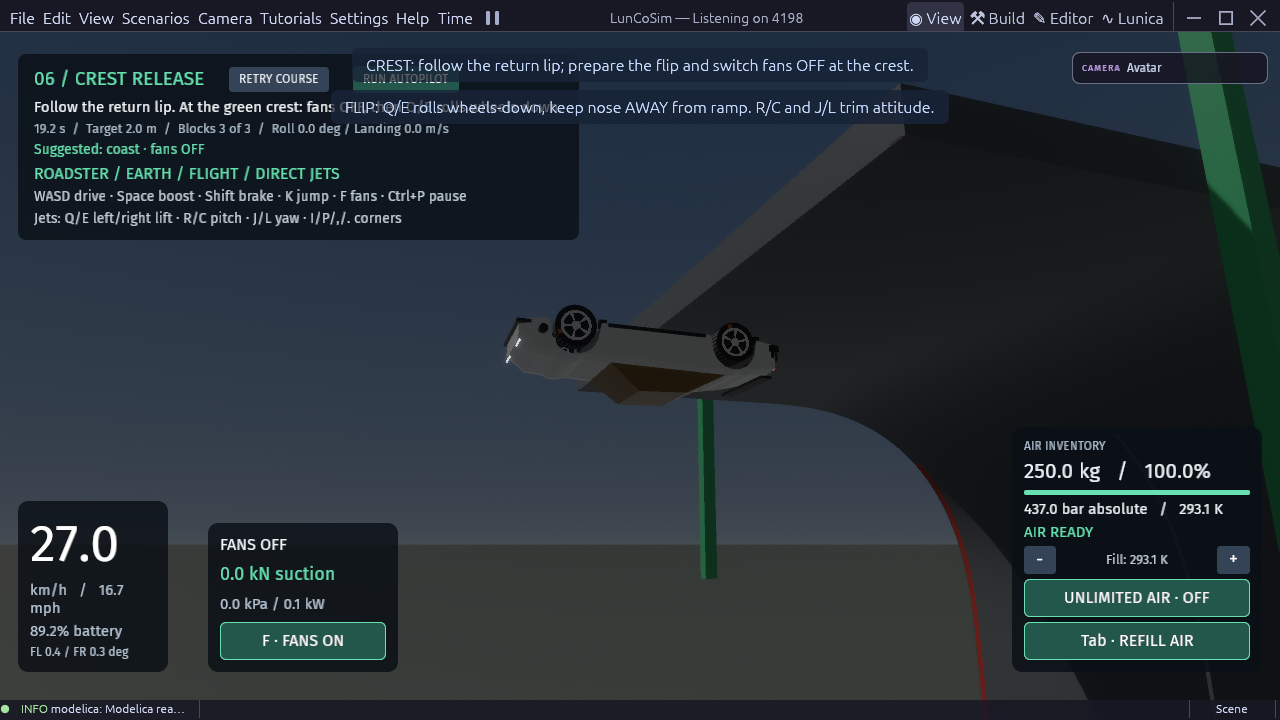 File Edit View Scenarios Camera Tutorials Settings Help Time
LunCoSim — Listening on 4198
View Build Editor Lunica
06 / CREST RELEASE
RETRY COURSE
RUN AUTOPILOT
CREST: follow the return lip; prepare the flip and switch fans OFF at the crest.
Follow the return lip. At the green crest: fans
FLIP: Q/E rolls wheels-down, keep nose AWAY from ramp. R/C and J/L trim attitude.
19.2 s / Target 2.0 m / Blocks 3 of 3 / Roll 0.0 deg / Landing 0.0 m/s
Suggested: coast · fans OFF
ROADSTER / EARTH / FLIGHT / DIRECT JETS
WASD drive · Space boost · Shift brake · K jump · F fans · Ctrl+P pause
Jets: Q/E left/right lift · R/C pitch · J/L yaw · I/P/,/. corners
CAMERA Avatar
27.0
km/h / 16.7
mph
89.2% battery
FL 0.4 / FR 0.3 deg
FANS OFF
0.0 kN suction
0.0 kPa / 0.1 kW
F · FANS ON
AIR INVENTORY
250.0 kg / 100.0%
437.0 bar absolute / 293.1 K
AIR READY
- Fill: 293.1 K +
UNLIMITED AIR · OFF
Tab · REFILL AIR
INFO modelica: Modelica rea...
Scene